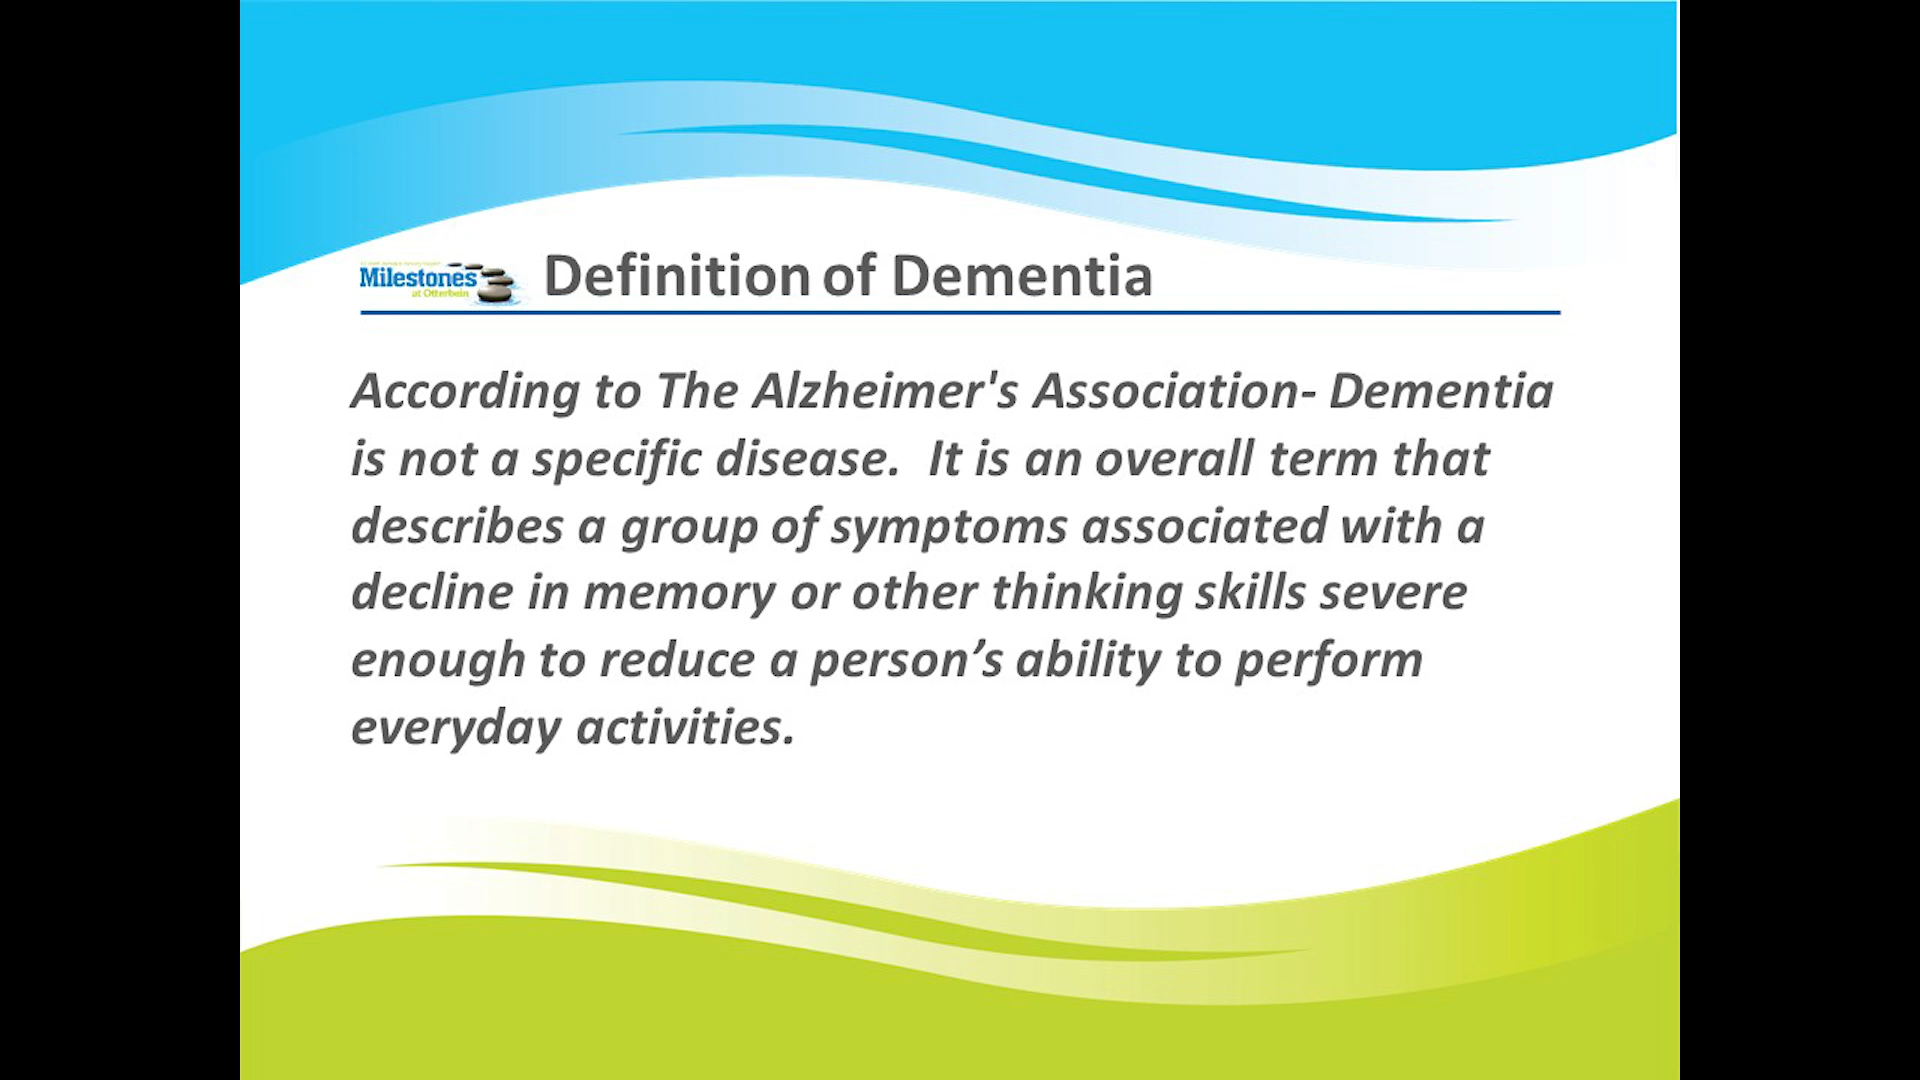 Milestones
at Otterbein
Definition of Dementia
According to The Alzheimer's Association- Dementia
is not a specific disease.  It is an overall term that
describes a group of symptoms associated with a
decline in memory or other thinking skills severe
enough to reduce a person’s ability to perform
everyday activities.